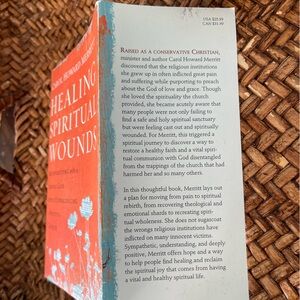 CAROL HOWARD MERRITT
HEALING
SPIRITUAL
WOUNDS
USA $25.99
CAN $31.99
RAISED AS A CONSERVATIVE CHRISTIAN,
minister and author Carol Howard Merritt
discovered that the religious institutions
she grew up in often inflicted great pain
and suffering while purporting to preach
about the God of love and grace. Though
she loved the spirituality the church
provided, she became acutely aware that
many people were not only failing to
find a safe and holy spiritual sanctuary
but were feeling cast out and spiritually
wounded. For Merritt, this triggered a
spiritual journey to discover a way to
restore a healthy faith and a vital spiri-
tual communion with God disentangled
from the trappings of the church that had
harmed her and so many others.
In this thoughtful book, Merritt lays out
a plan for moving from pain to spiritual
rebirth, from recovering theological and
emotional shards to recreating spiri-
tual wholeness. She does not sugarcoat
the wrongs religious institutions have
inflicted on many innocent victims.
Sympathetic, understanding, and deeply
positive, Merritt offers hope and a way
to help people find healing and reclaim
the spiritual joy that comes from having
a vital and healthy spiritual life.